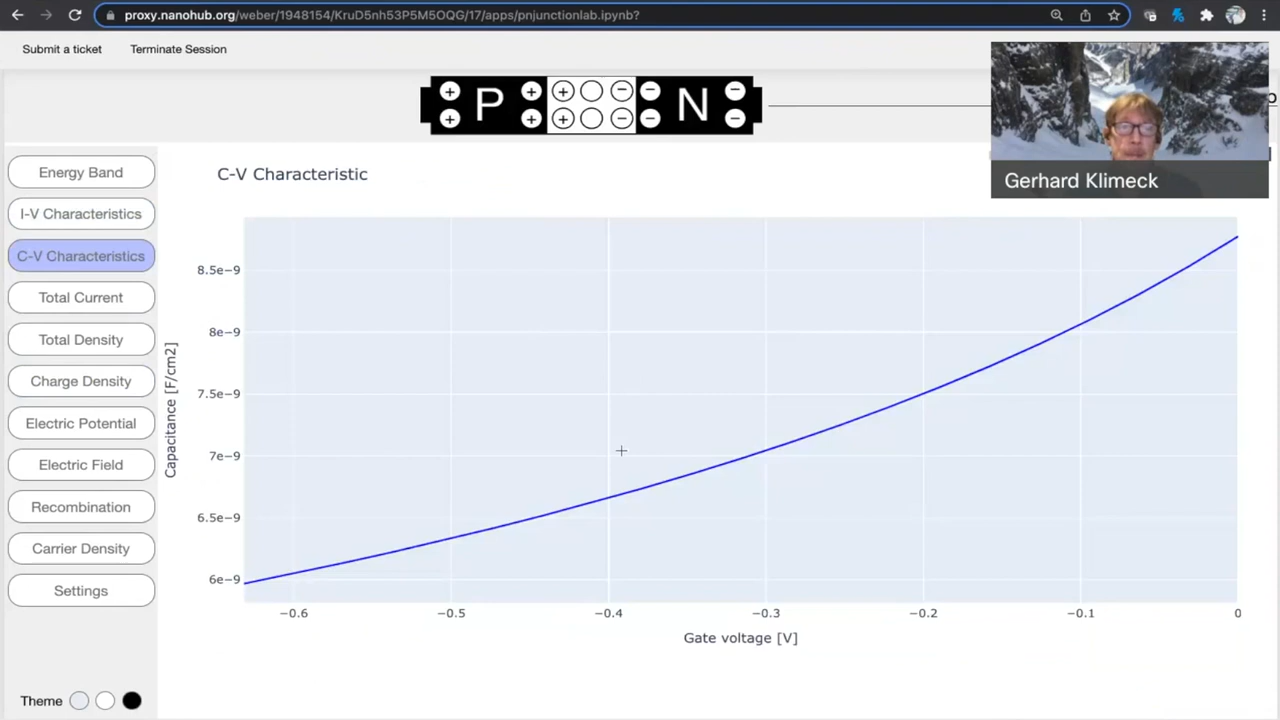 proxy.nanohub.org/weber/1948154/KruD5nh53P5M5OQG/17/apps/pnjunctionlab.ipynb?
Submit a ticket
Terminate Session
P
N
Gerhard Klimeck
Energy Band
I-V Characteristics
C-V Characteristics
Total Current
Total Density
Charge Density
Electric Potential
Electric Field
Recombination
Carrier Density
Settings
Theme
C-V Characteristic
Capacitance [F/cm2]
8.5e−9
8e−9
7.5e−9
7e−9
6.5e−9
6e−9
−0.6
−0.5
−0.4
−0.3
−0.2
−0.1
0
Gate voltage [V]